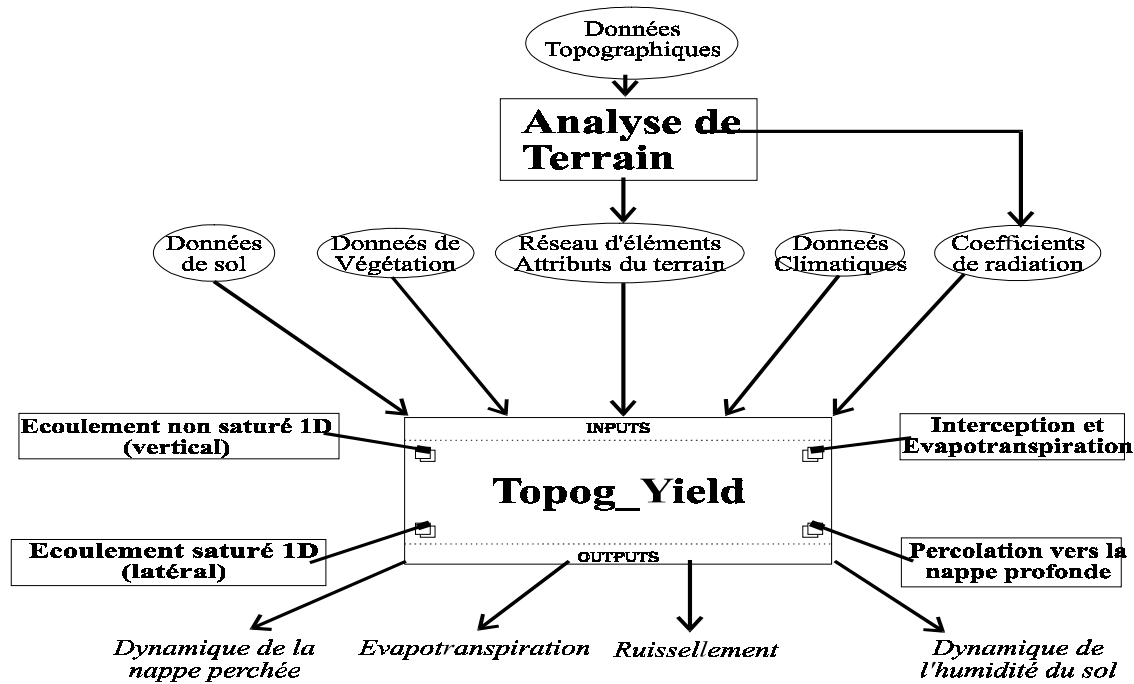 Données
Topographiques
Analyse de
Terrain
Données
de sol
Donneés de
Végétation
Réseau d'éléments
Attributs du terrain
Donneés
Climatiques
Coefficients
de radiation
Ecoulement non saturé 1D
(vertical)
INPUTS
Interception et
Evapotranspiration
Topog_Yield
Ecoulement saturé 1D
(latéral)
OUTPUTS
Percolation vers la
nappe profonde
Dynamique de la
nappe perchée
Evapotranspiration
Ruissellement
Dynamique de
l'humidité du sol